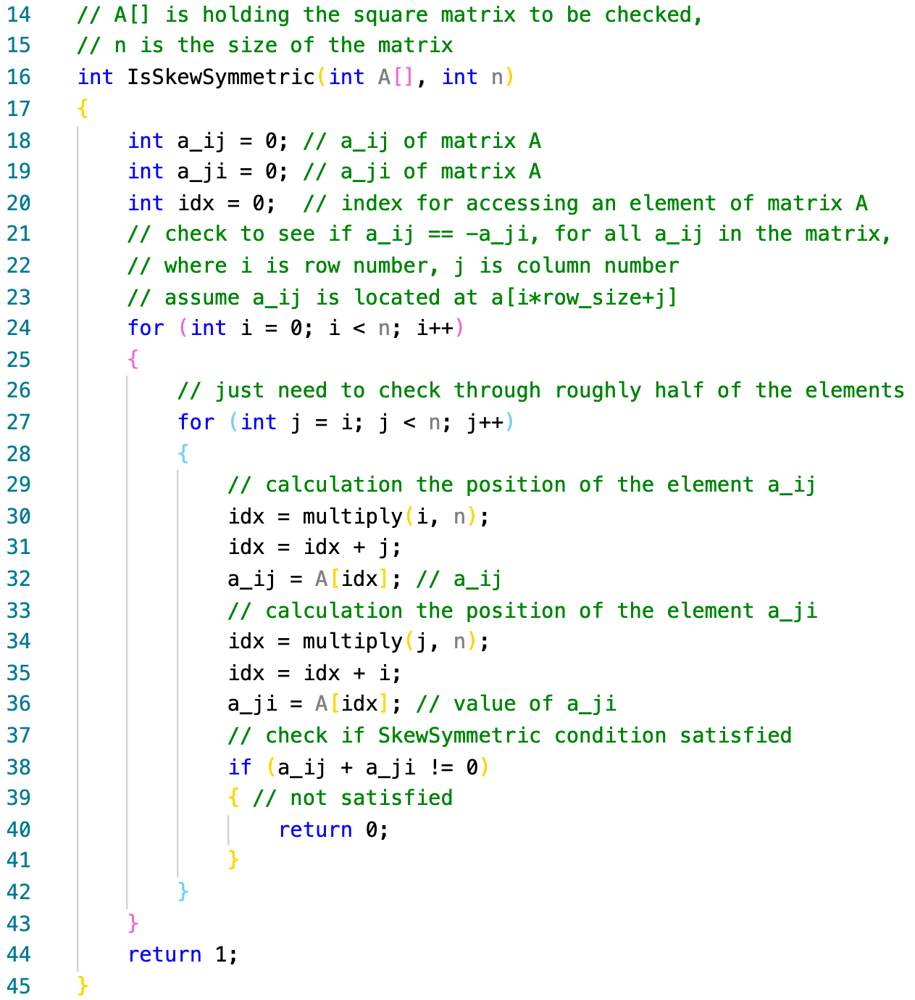 14 // A[] is holding the square matrix to be checked,
15 // n is the size of the matrix
16 int IsSkewSymmetric(int A[], int n)
17 {
18 int a_ij = 0; // a_ij of matrix A
19 int a_ji = 0; // a_ji of matrix A
20 int idx = 0;  // index for accessing an element of matrix A
21 // check to see if a_ij == -a_ji, for all a_ij in the matrix,
22 // where i is row number, j is column number
23 // assume a_ij is located at a[i*row_size+j]
24 for (int i = 0; i < n; i++)
25 {
26 // just need to check through roughly half of the elements
27 for (int j = i; j < n; j++)
28 {
29 // calculation the position of the element a_ij
30 idx = multiply(i, n);
31 idx = idx + j;
32 a_ij = A[idx]; // a_ij
33 // calculation the position of the element a_ji
34 idx = multiply(j, n);
35 idx = idx + i;
36 a_ji = A[idx]; // value of a_ji
37 // check if SkewSymmetric condition satisfied
38 if (a_ij + a_ji != 0)
39 { // not satisfied
40 return 0;
41 }
42 }
43 }
44 return 1;
45 }